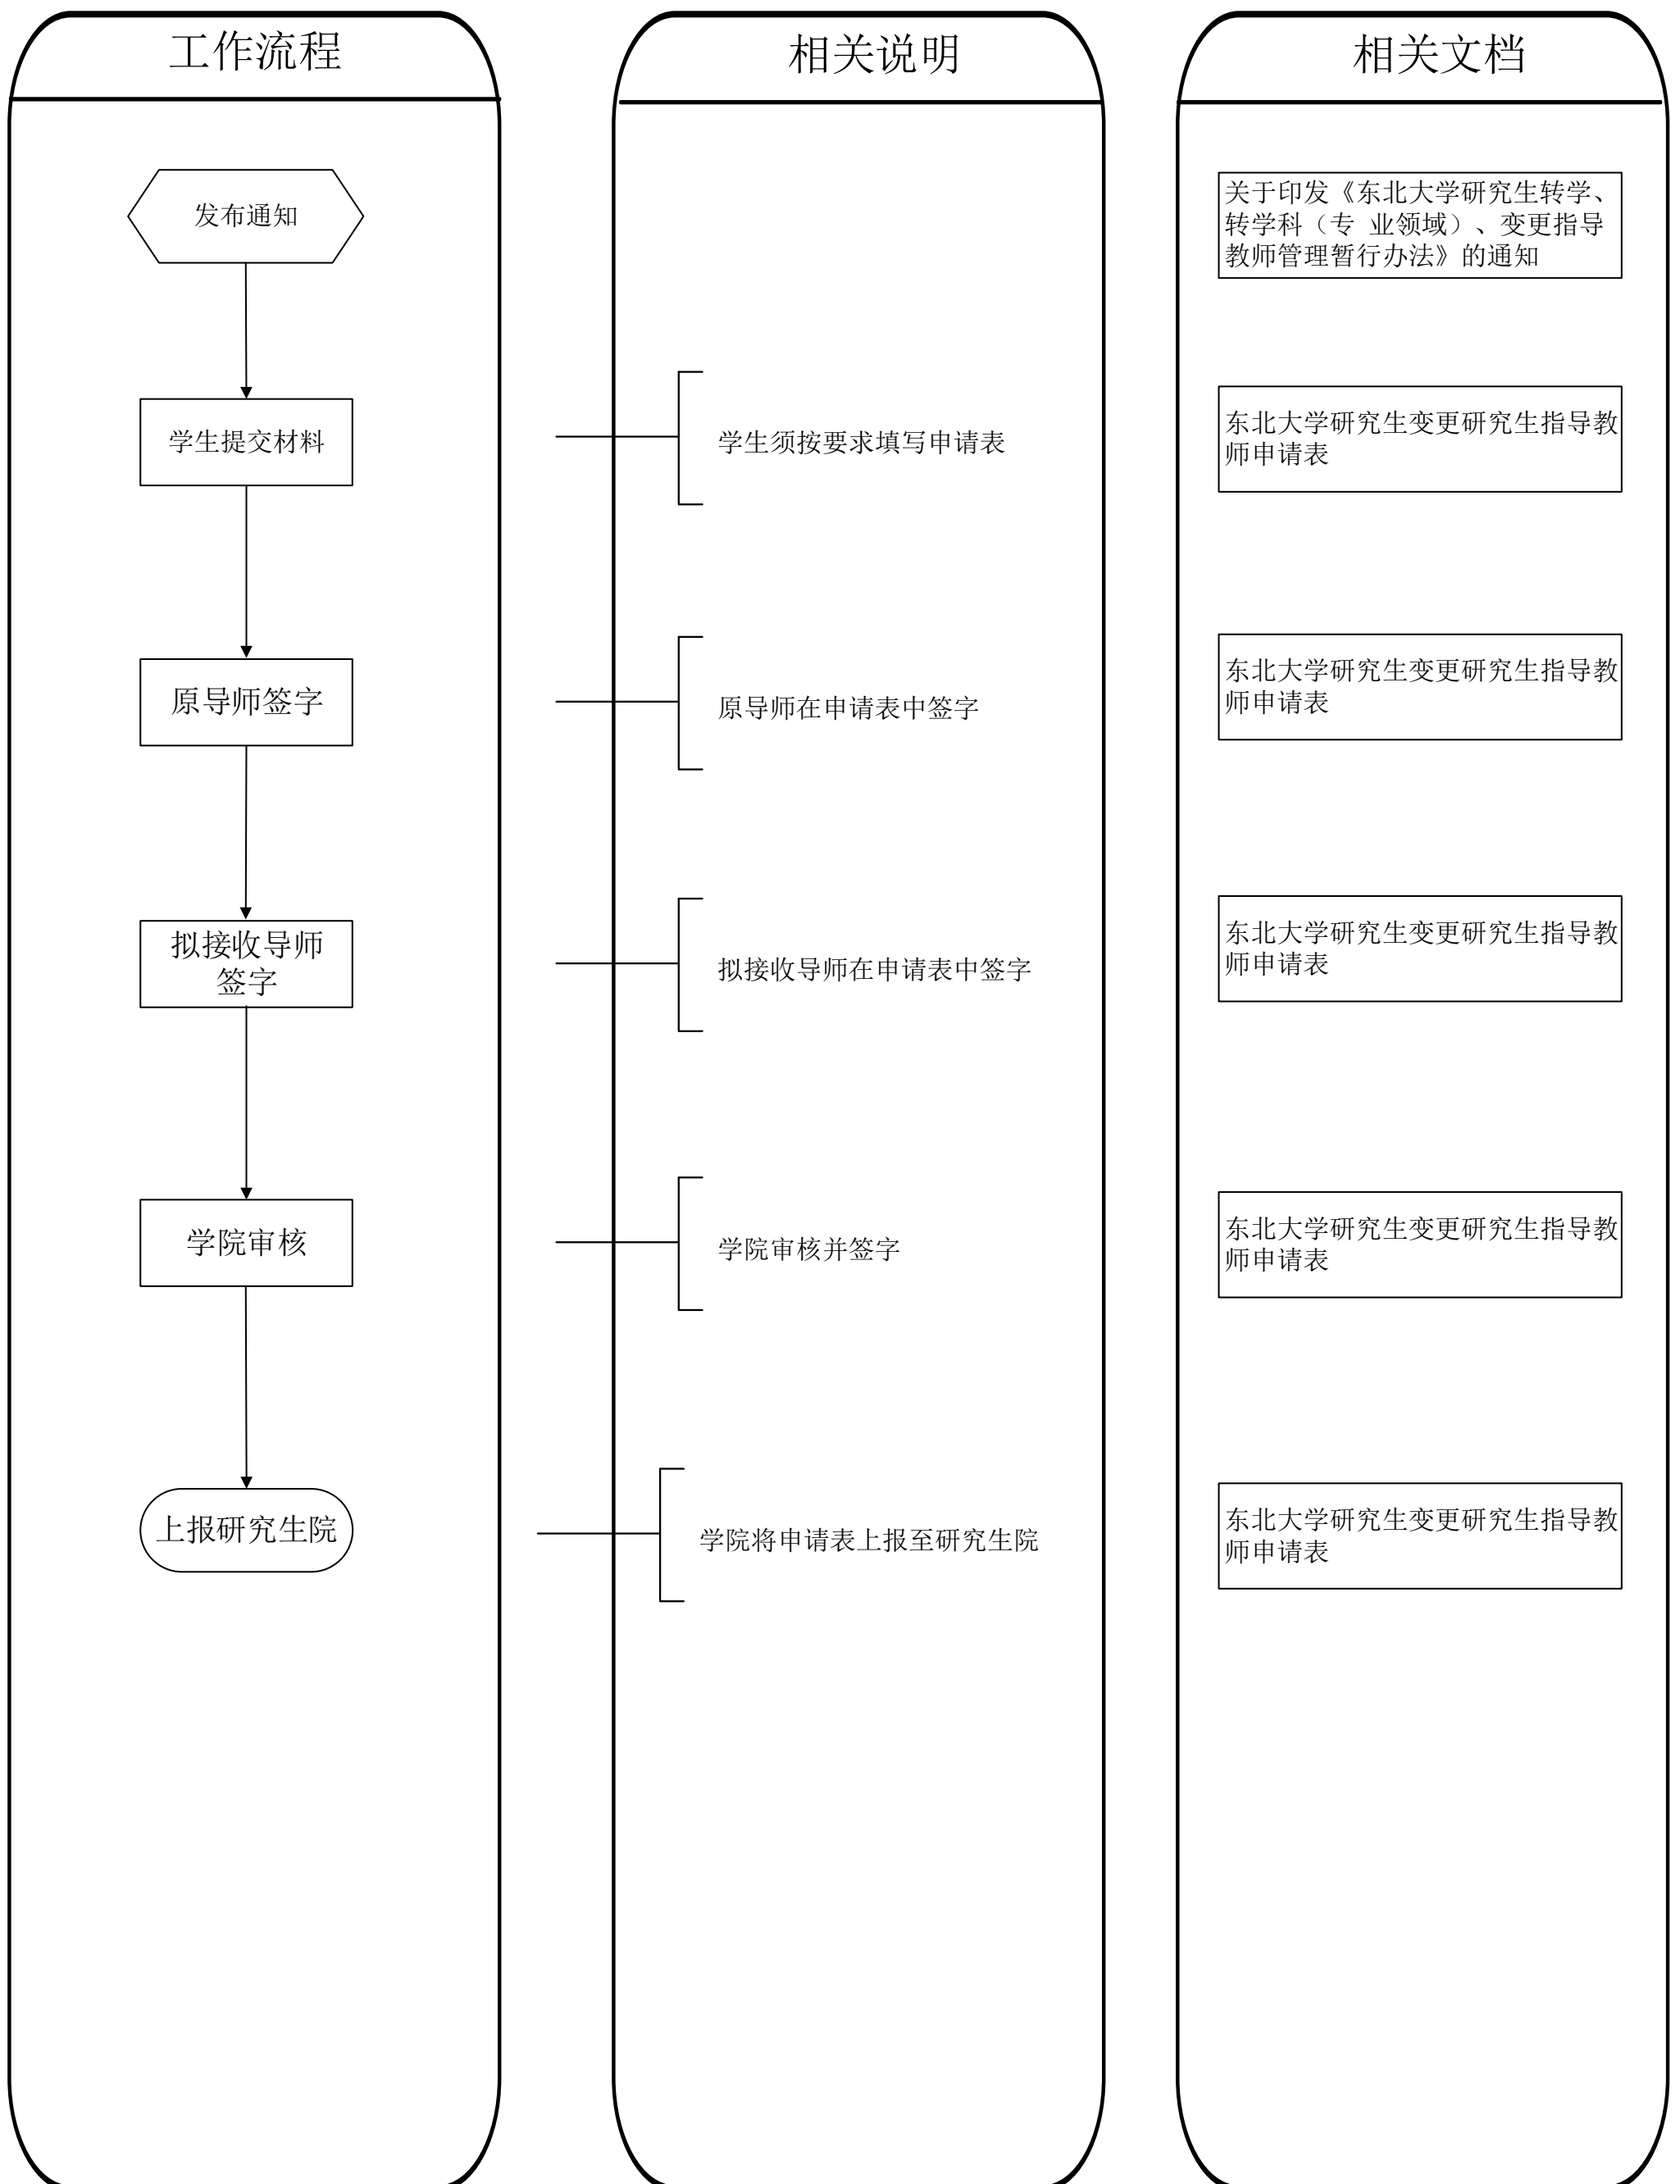 工作流程
相关说明
相关文档
发布通知
关于印发《东北大学研究生转学、
转学科（专 业领域）、变更指导
教师管理暂行办法》的通知
学生提交材料
学生须按要求填写申请表
东北大学研究生变更研究生指导教
师申请表
原导师签字
原导师在申请表中签字
东北大学研究生变更研究生指导教
师申请表
拟接收导师
签字
拟接收导师在申请表中签字
东北大学研究生变更研究生指导教
师申请表
学院审核
学院审核并签字
东北大学研究生变更研究生指导教
师申请表
上报研究生院
学院将申请表上报至研究生院
东北大学研究生变更研究生指导教
师申请表